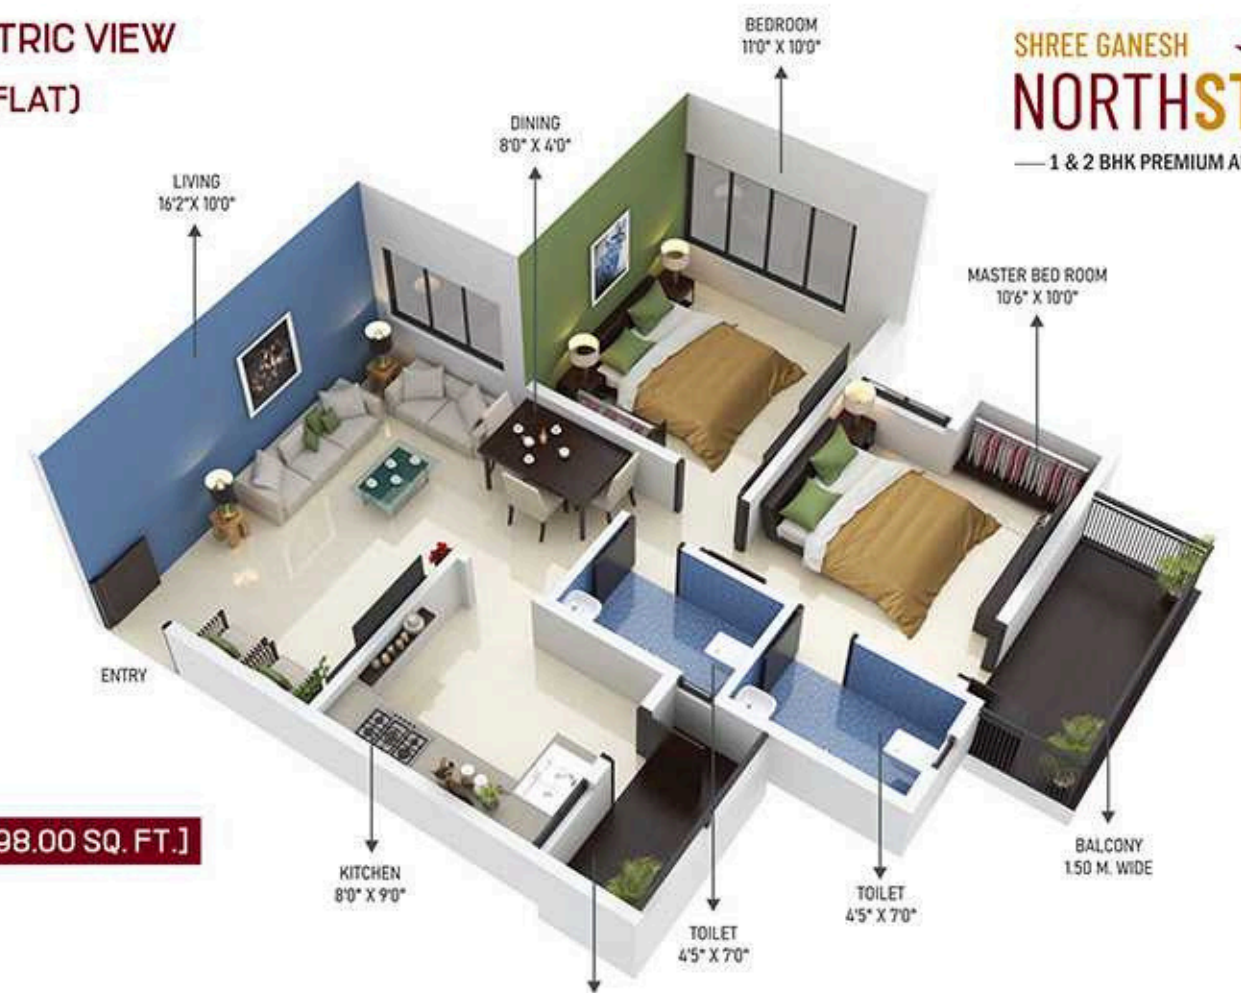 TRIC VIEW
FLAT)
SHREE GANESH
NORTHST
1 & 2 BHK PREMIUM A
BEDROOM
11'0" X 10'0"
DINING
8'0" X 4'0"
LIVING
16'2" X 10'0"
MASTER BED ROOM
10'6" X 10'0"
ENTRY
98.00 SQ. FT.]
KITCHEN
8'0" X 9'0"
TOILET
4'5" X 7'0"
TOILET
4'5" X 7'0"
BALCONY
1.50 M. WIDE